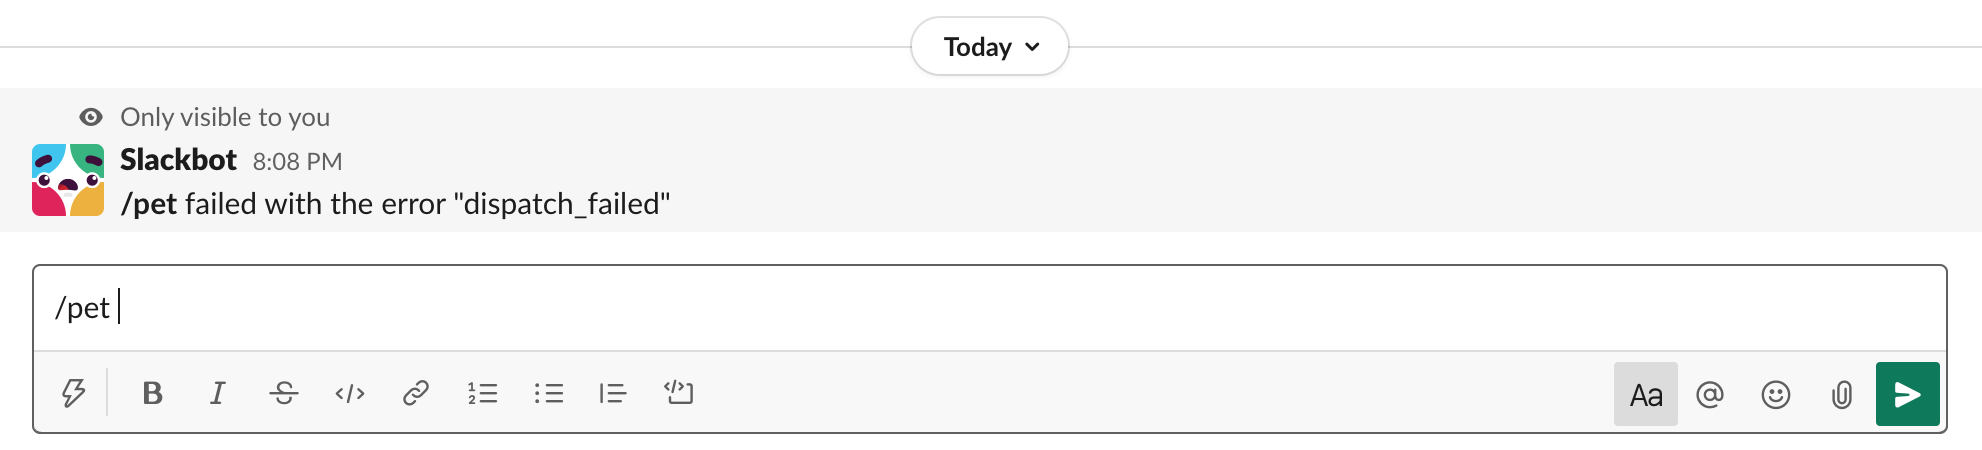 Today
Only visible to you
Slackbot 8:08 PM
/pet failed with the error "dispatch_failed"
/pet
B I S </> Aa @